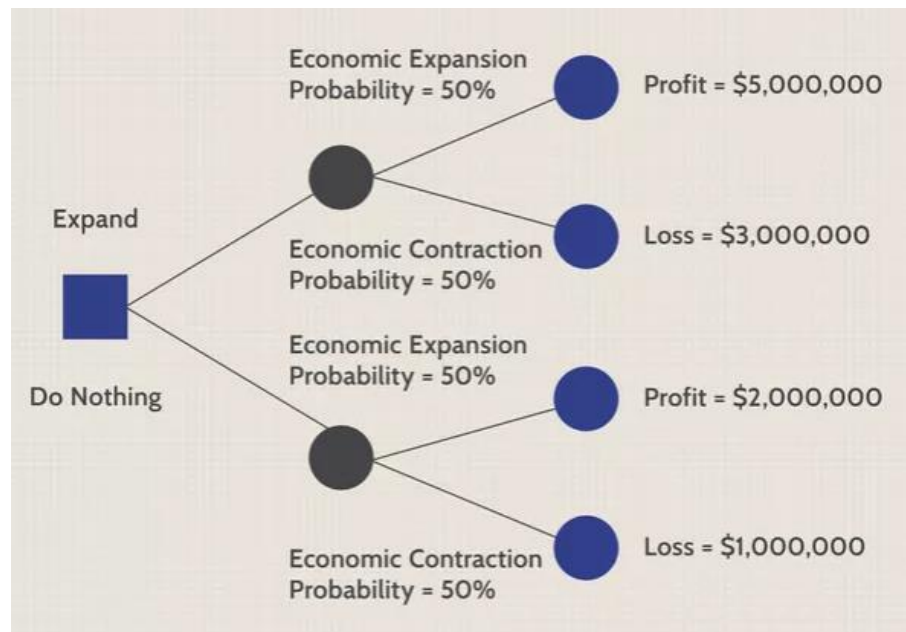 Economic Expansion
Probability = 50%
Profit = $5,000,000
Expand
Economic Contraction
Probability = 50%
Loss = $3,000,000
Do Nothing
Economic Expansion
Probability = 50%
Profit = $2,000,000
Economic Contraction
Probability = 50%
Loss = $1,000,000